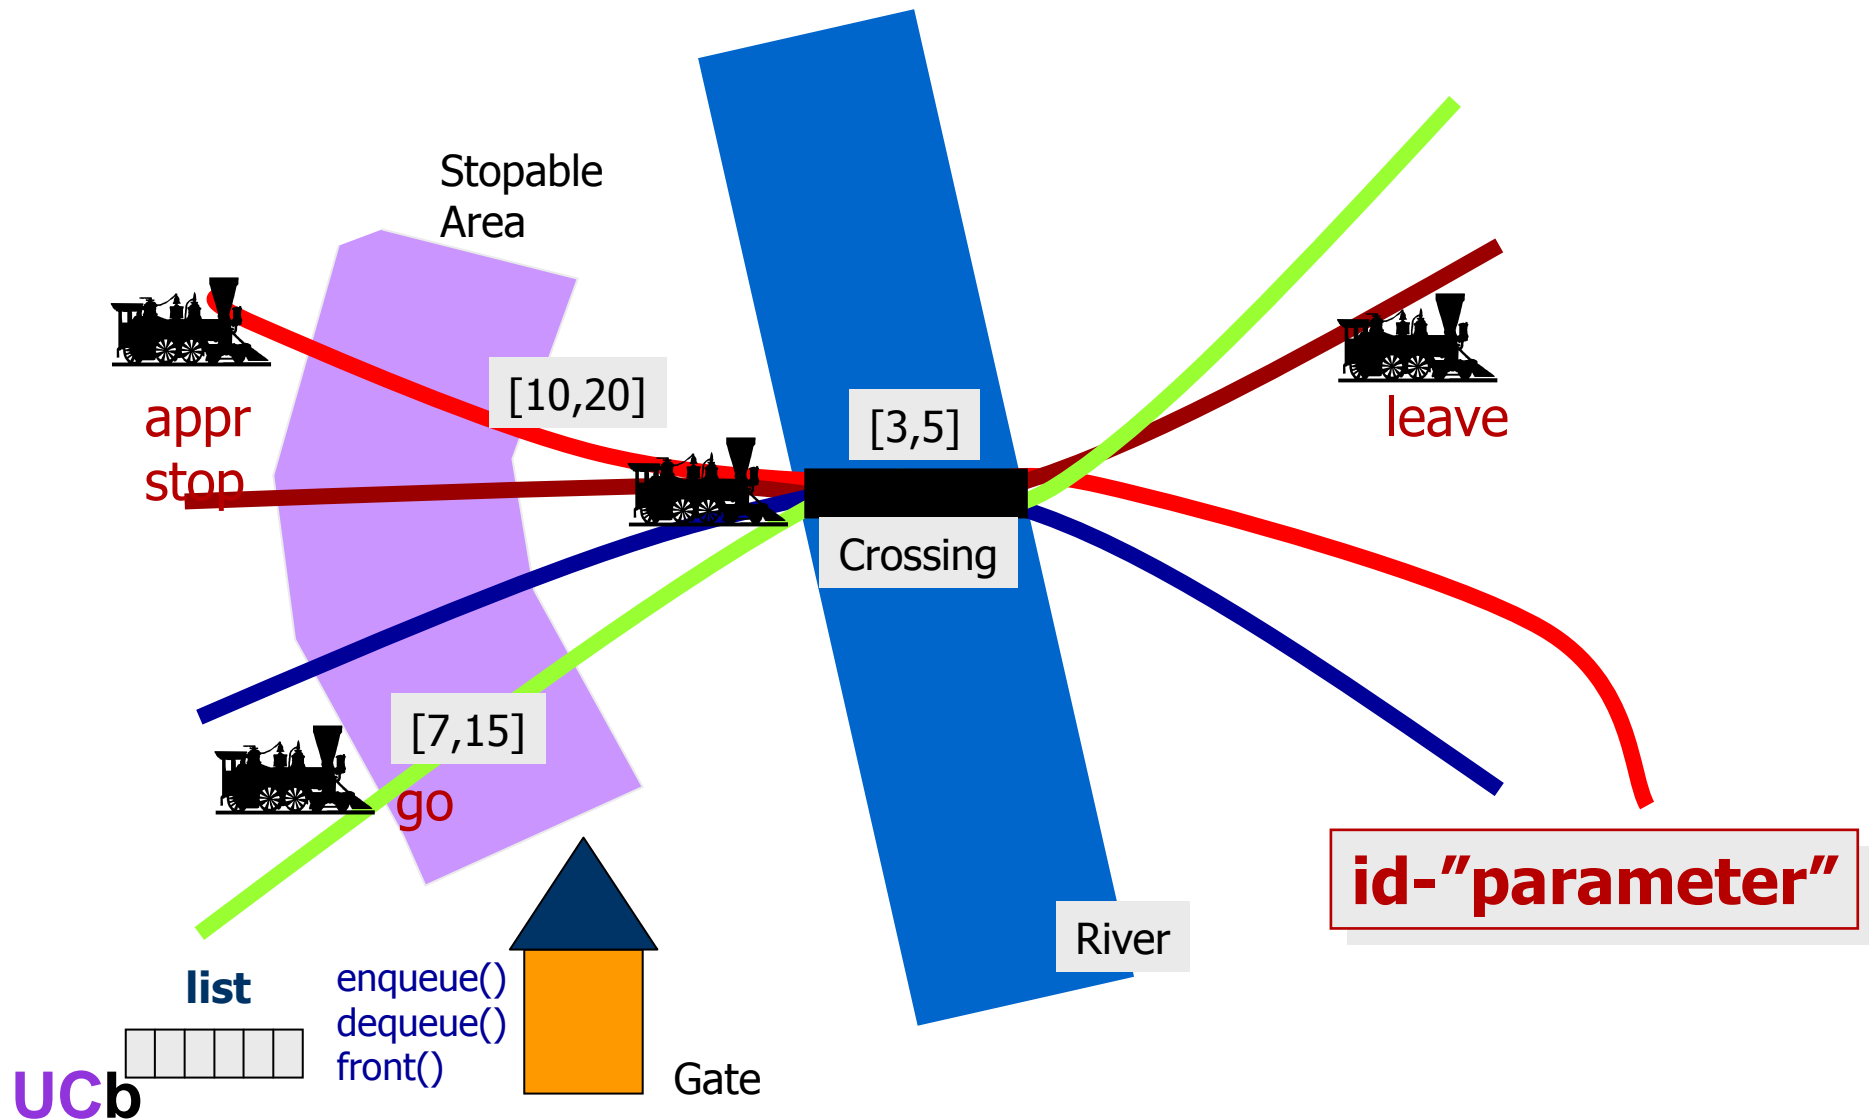 Stopable
Area
[10,20]
[3,5]
appr
stop
leave
Crossing
[7,15]
go
id-”parameter”
River
list
enqueue()
dequeue()
front()
Gate
UCb